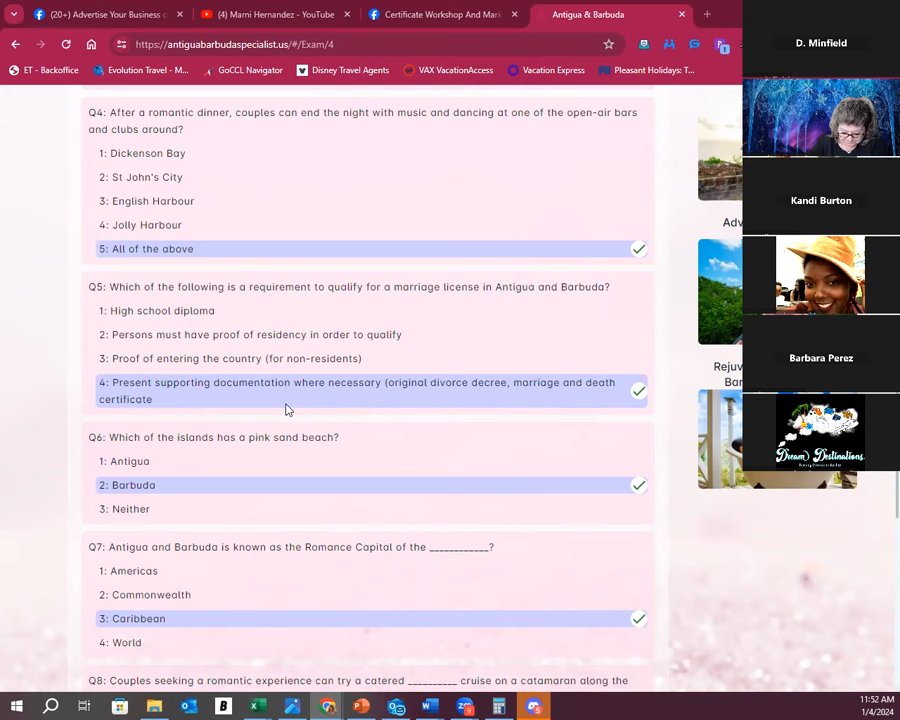 (20+) Advertise Your Business o
(4) Marni Hernandez - YouTube
Certificate Workshop And Mark
Antigua & Barbuda
https://antiguabarbudaspecialist.us/#/Exam/4
ET - Backoffice
Evolution Travel - M...
GoCCL Navigator
Disney Travel Agents
VAX VacationAccess
Vacation Express
Pleasant Holidays: T...
Q4: After a romantic dinner, couples can end the night with music and dancing at one of the open-air bars
and clubs around?
1: Dickenson Bay
2: St John's City
3: English Harbour
4: Jolly Harbour
5: All of the above
Q5: Which of the following is a requirement to qualify for a marriage license in Antigua and Barbuda?
1: High school diploma
2: Persons must have proof of residency in order to qualify
3: Proof of entering the country (for non-residents)
4: Present supporting documentation where necessary (original divorce decree, marriage and death
certificate
Q6: Which of the islands has a pink sand beach?
1: Antigua
2: Barbuda
3: Neither
Q7: Antigua and Barbuda is known as the Romance Capital of the ____________?
1: Americas
2: Commonwealth
3: Caribbean
4: World
Q8: Couples seeking a romantic experience can try a catered __________ cruise on a catamaran along the
Adv
Rejuv
Bar
D. Minfield
Kandi Burton
Barbara Perez
Dream Destinations
11:52 AM
1/4/2024